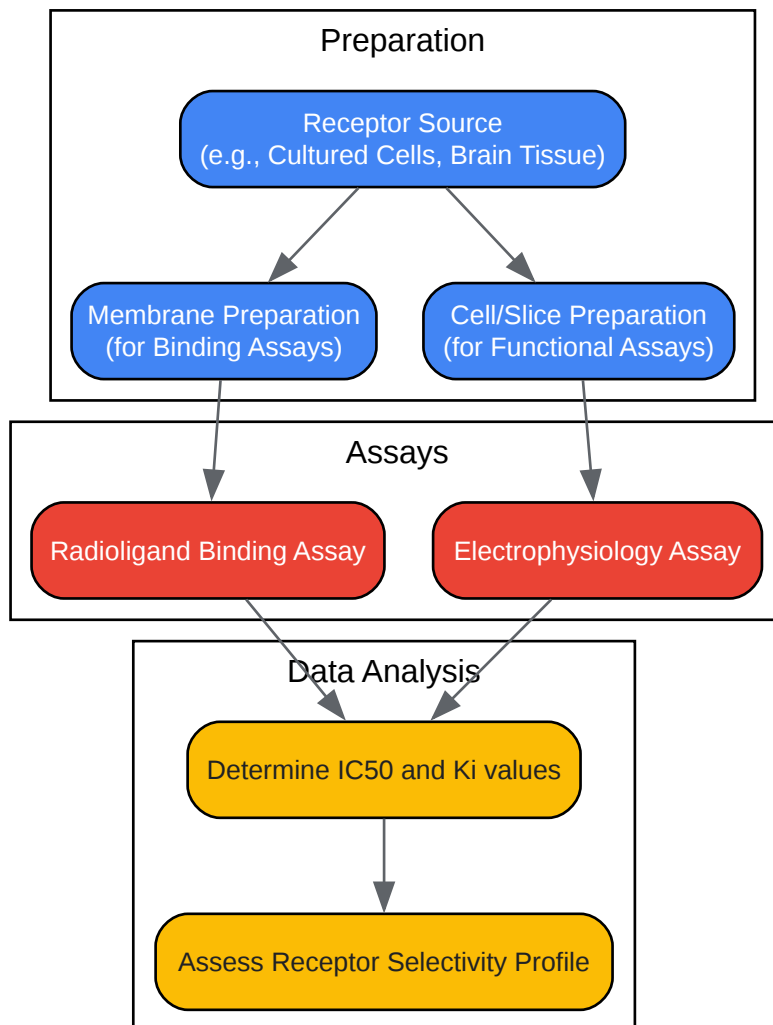 Preparation
Receptor Source
(e.g., Cultured Cells, Brain Tissue)
Membrane Preparation
(for Binding Assays)
Cell/Slice Preparation
(for Functional Assays)
Assays
Radioligand Binding Assay
Electrophysiology Assay
Data Analysis
Determine IC50 and Ki values
Assess Receptor Selectivity Profile